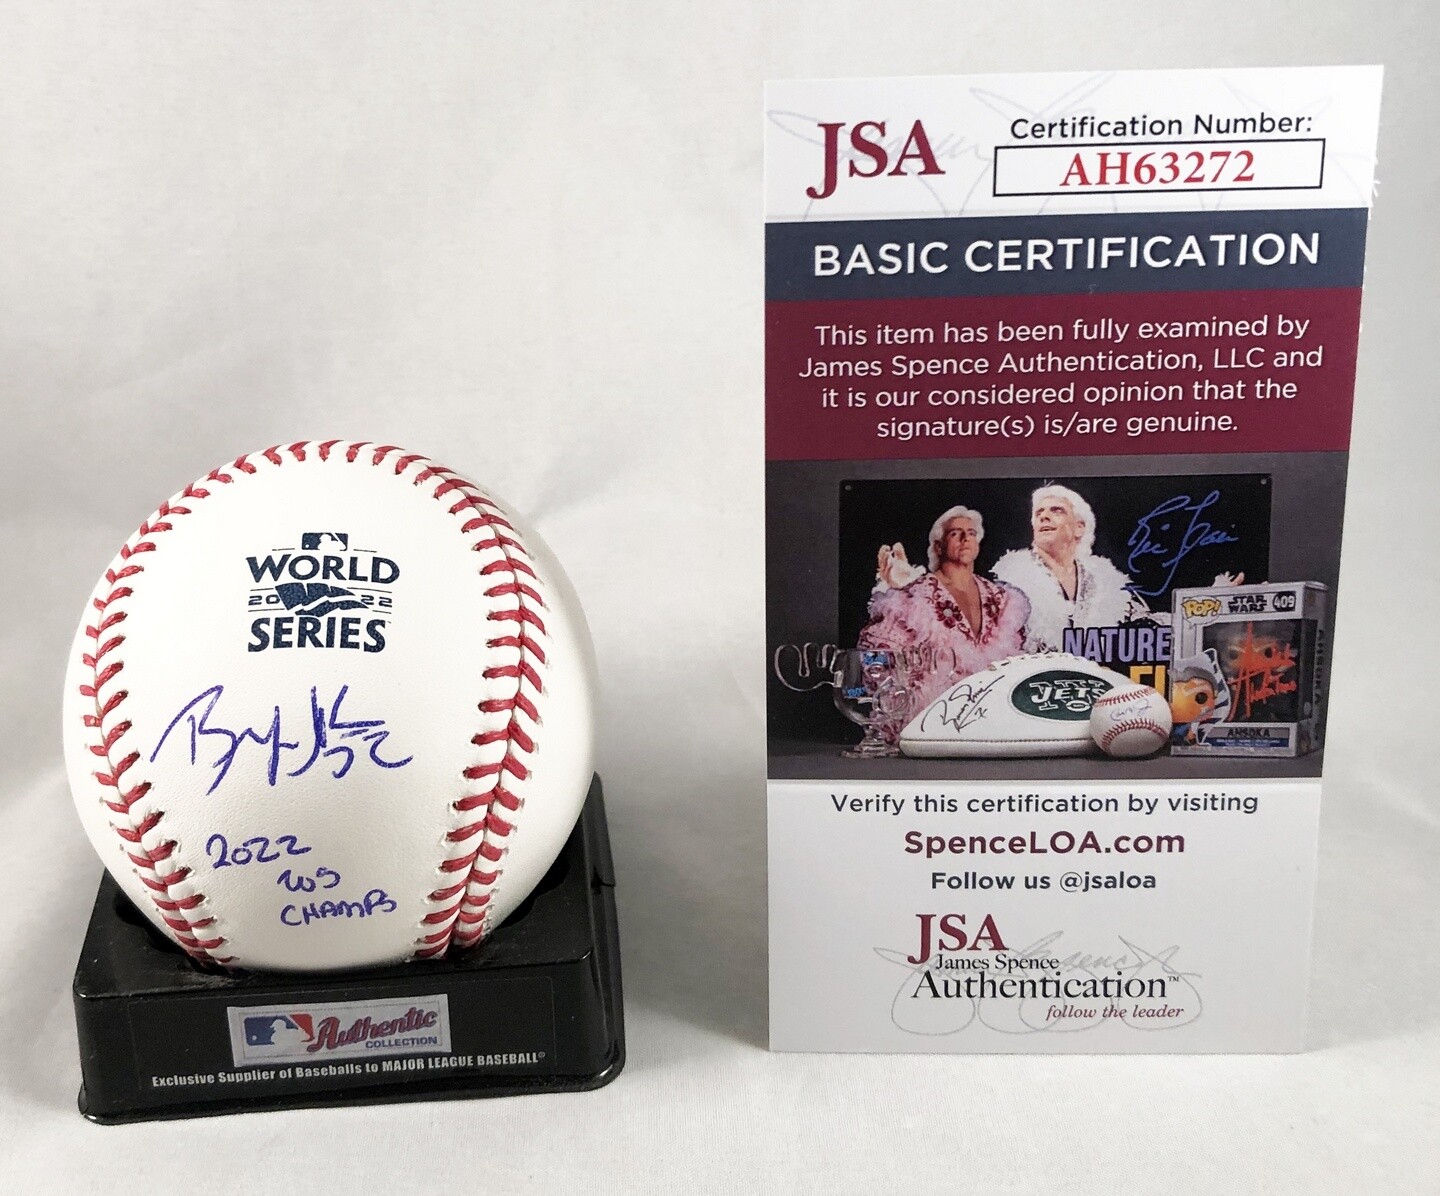 WORLD
2022
SERIES
2022
WS
CHAMPS
Authentic
COLLECTION
Exclusive Supplier of Baseballs to MAJOR LEAGUE BASEBALL®
JSA
Certification Number:
AH63272
BASIC CERTIFICATION
This item has been fully examined by
James Spence Authentication, LLC and
it is our considered opinion that the
signature(s) is/are genuine.
NATURE
JETS
POP!
STAR
WARS
409
AHSOKA
Verify this certification by visiting
SpenceLOA.com
Follow us @jsaloa
JSA
James Spence
Authentication™
follow the leader